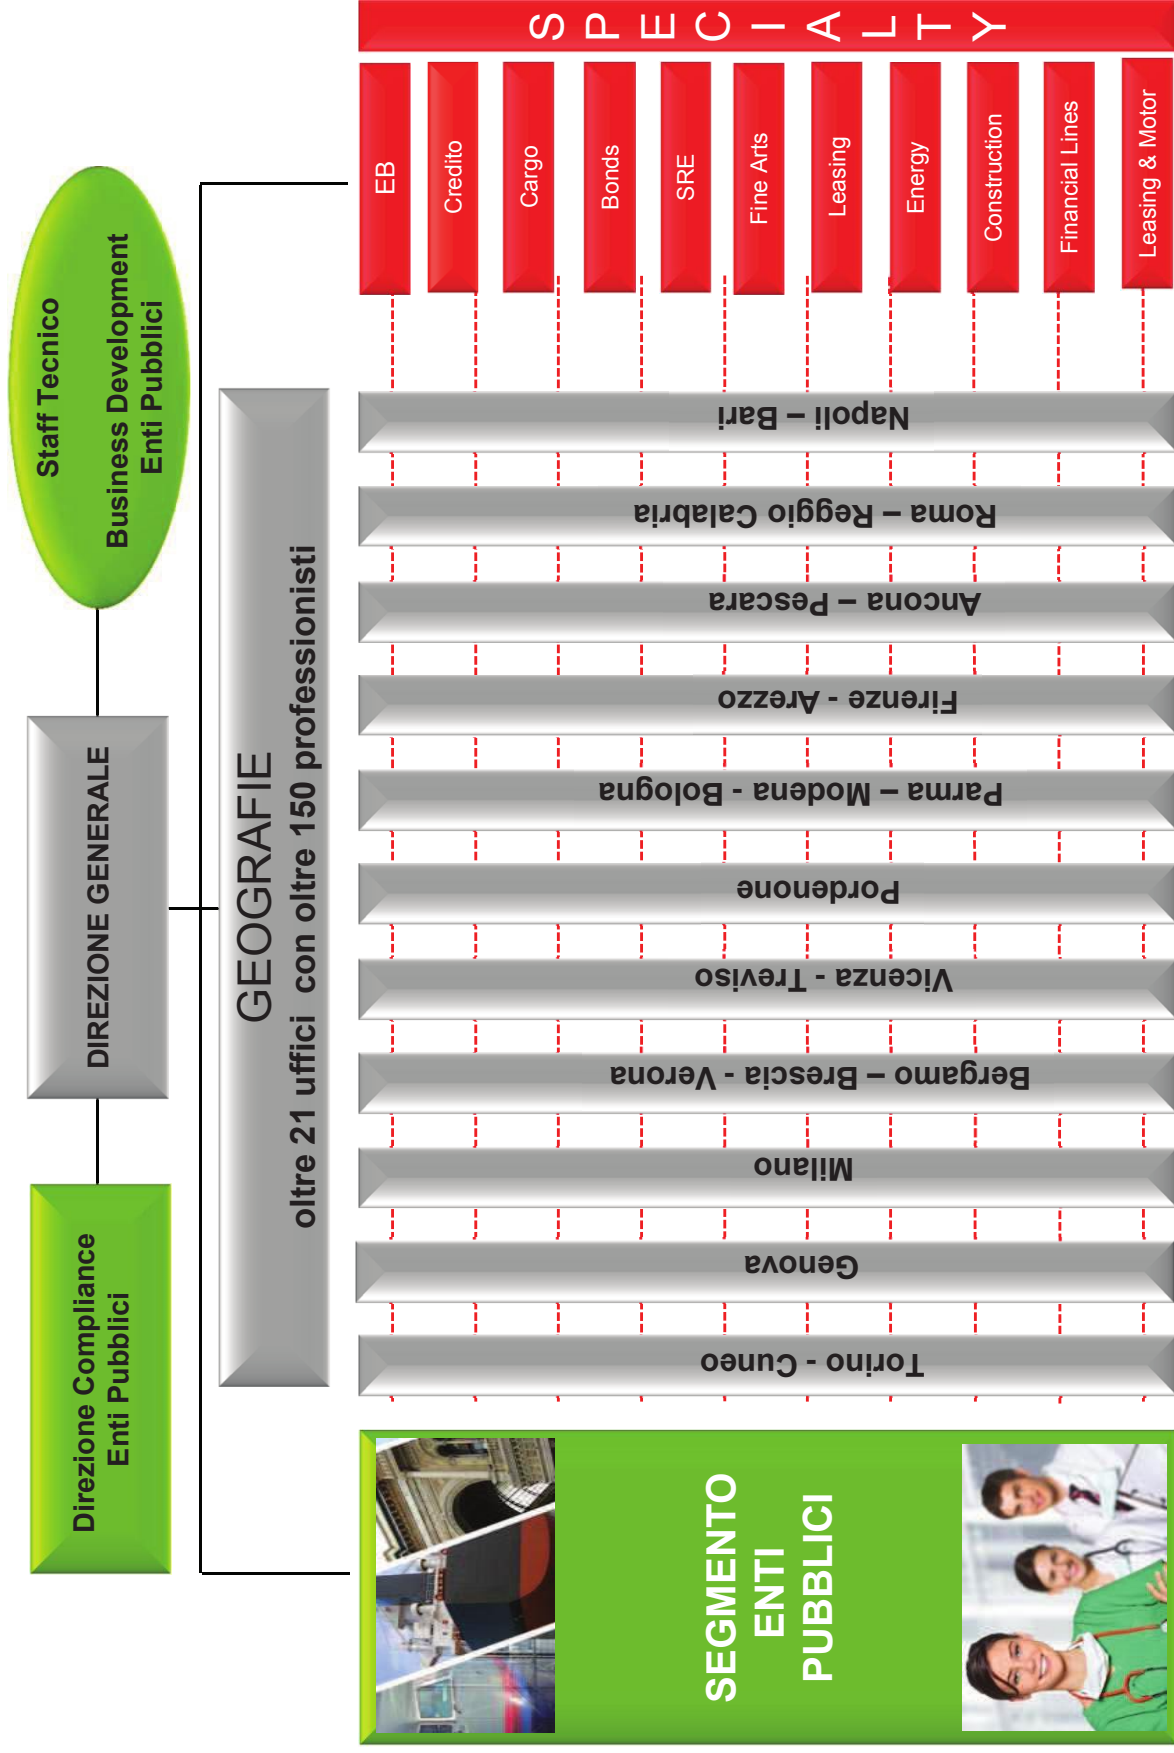 Direzione Compliance
Enti Pubblici
DIREZIONE GENERALE
Staff Tecnico
Business Development
Enti Pubblici
GEOGRAFIE
oltre 21 uffici con oltre 150 professionisti
SEGMENTO
ENTI
PUBBLICI
Torino - Cuneo
Genova
Milano
Bergamo – Brescia - Verona
Vicenza - Treviso
Pordenone
Parma – Modena - Bologna
Firenze - Arezzo
Ancona – Pescara
Roma – Reggio Calabria
Napoli – Bari
EB
Credito
Cargo
Bonds
SRE
Fine Arts
Leasing
Energy
Construction
Financial Lines
Leasing & Motor
SPECIALTY